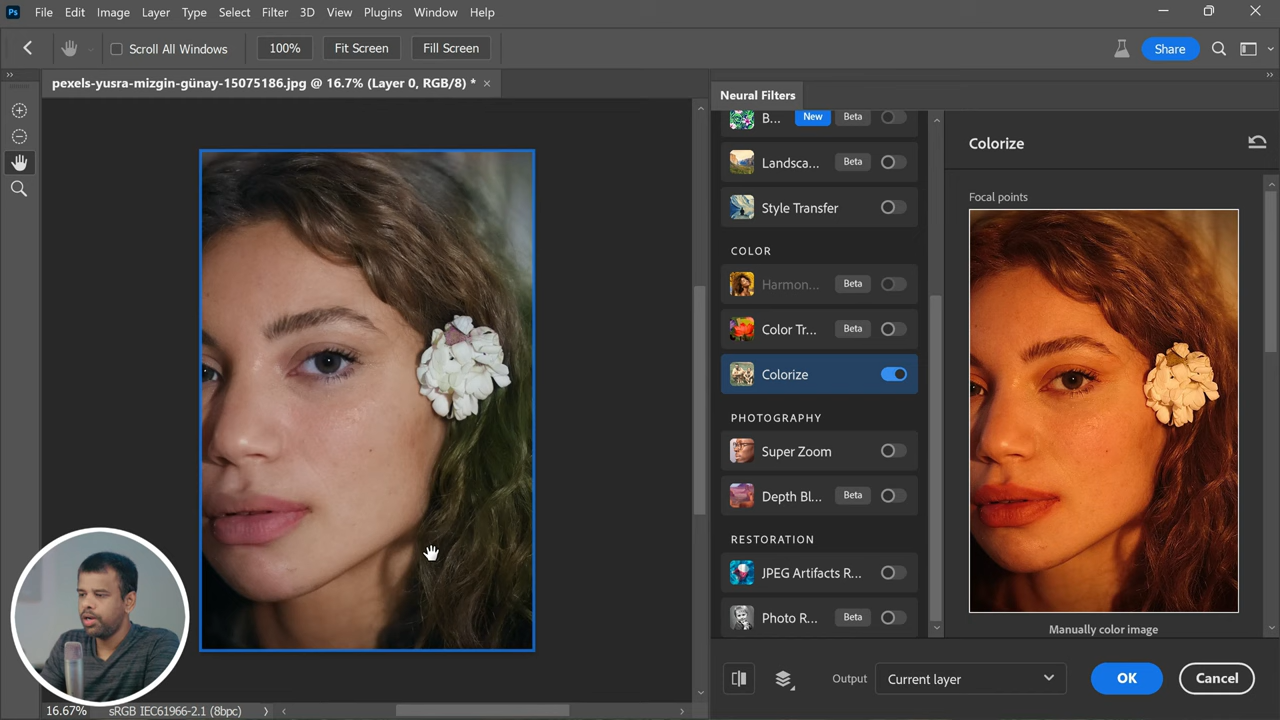 Ps File Edit Image Layer Type Select Filter 3D View Plugins Window Help
Scroll All Windows 100% Fit Screen Fill Screen Share
pexels-yusra-mizgin-günay-15075186.jpg @ 16.7% (Layer 0, RGB/8) * ×
Neural Filters
B... New Beta
Landsca... Beta
Style Transfer
COLOR
Harmon... Beta
Color Tr... Beta
Colorize
PHOTOGRAPHY
Super Zoom
Depth Bl... Beta
RESTORATION
JPEG Artifacts R...
Photo R... Beta
Colorize
Focal points
Manually color image
Output Current layer OK Cancel
16.67% sRGB IEC61966-2.1 (8bpc)